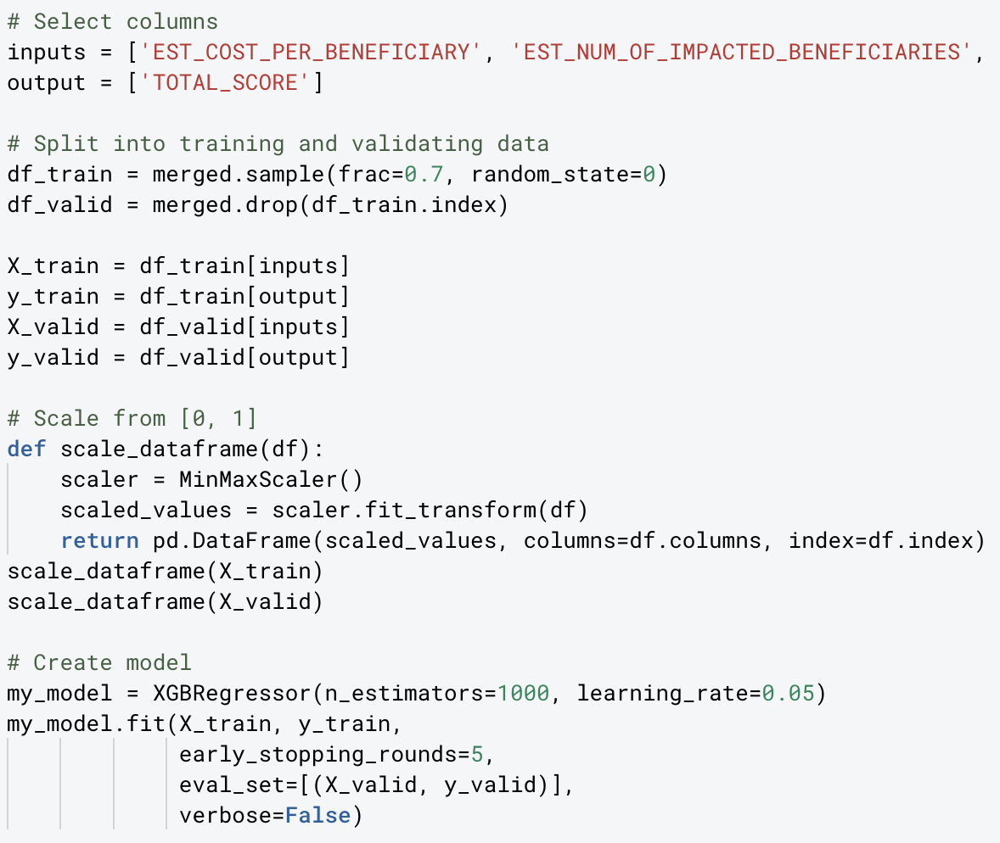 # Select columns
inputs = ['EST_COST_PER_BENEFICIARY', 'EST_NUM_OF_IMPACTED_BENEFICIARIES',
output = ['TOTAL_SCORE']
# Split into training and validating data
df_train = merged.sample(frac=0.7, random_state=0)
df_valid = merged.drop(df_train.index)
X_train = df_train[inputs]
y_train = df_train[output]
X_valid = df_valid[inputs]
y_valid = df_valid[output]
# Scale from [0, 1]
def scale_dataframe(df):
    scaler = MinMaxScaler()
    scaled_values = scaler.fit_transform(df)
    return pd.DataFrame(scaled_values, columns=df.columns, index=df.index)
scale_dataframe(X_train)
scale_dataframe(X_valid)
# Create model
my_model = XGBRegressor(n_estimators=1000, learning_rate=0.05)
my_model.fit(X_train, y_train,
             early_stopping_rounds=5,
             eval_set=[(X_valid, y_valid)],
             verbose=False)